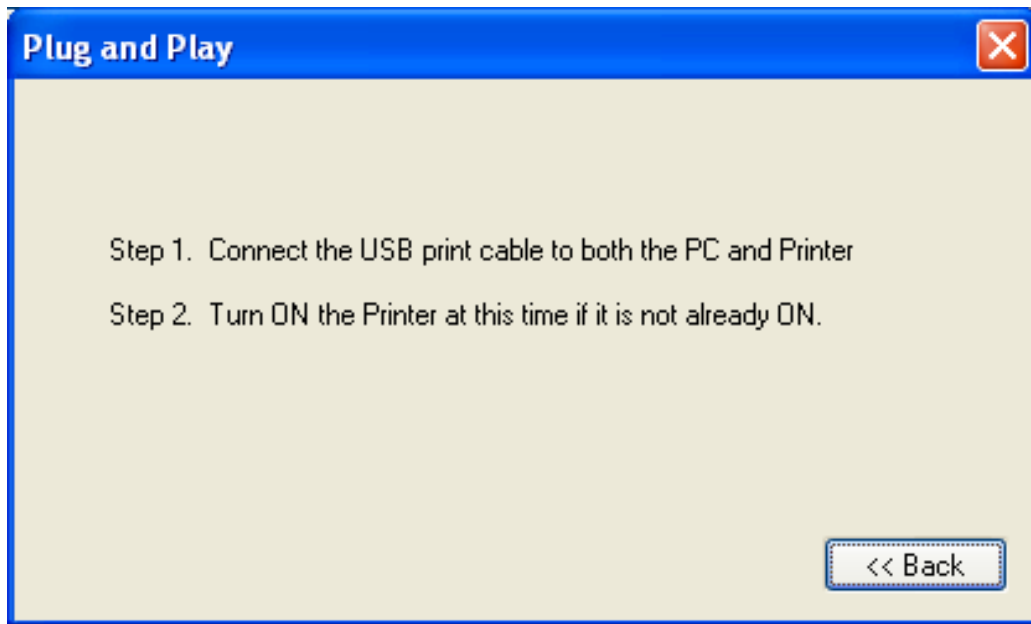 Plug and Play
Step 1. Connect the USB print cable to both the PC and Printer
Step 2. Turn ON the Printer at this time if it is not already ON.
<< Back